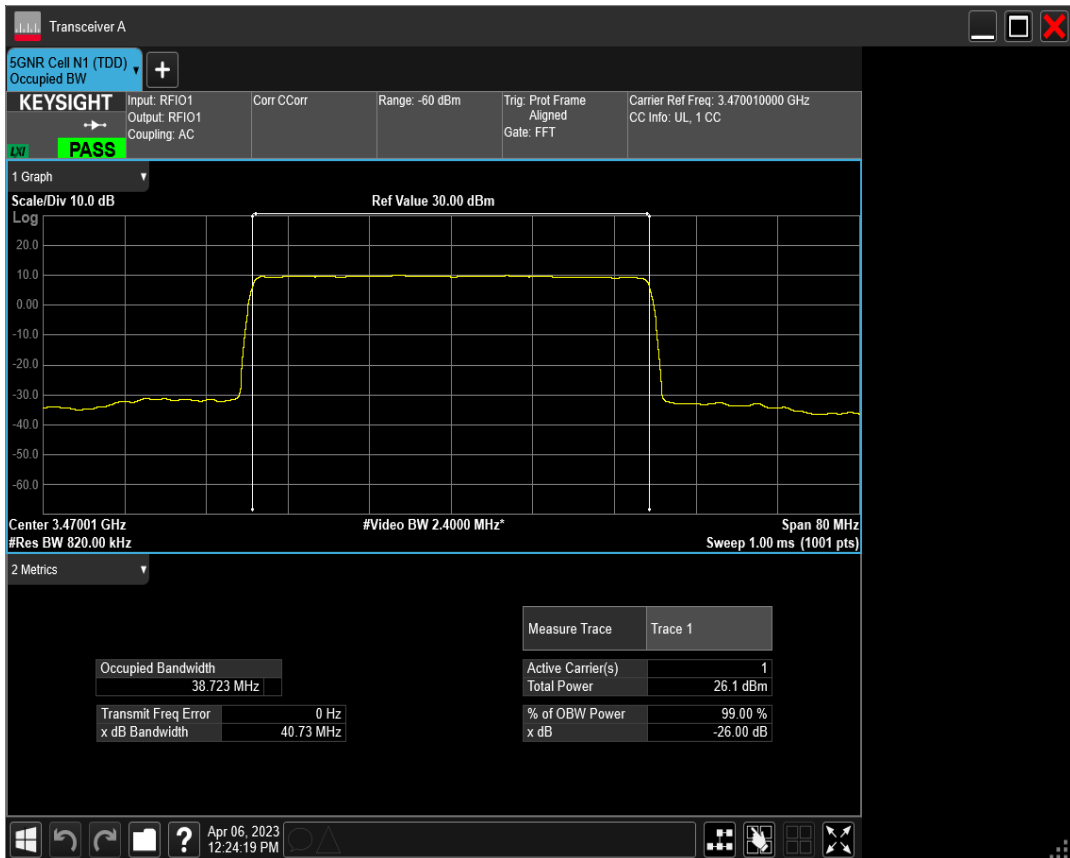 Transceiver A
5GNR Cell N1 (TDD)
Occupied BW
+
KEYSIGHT
LXI
PASS
Input: RFIO1
Output: RFIO1
Coupling: AC
Corr CCorr
Range: -60 dBm
Trig: Prot Frame
Aligned
Gate: FFT
Carrier Ref Freq: 3.470010000 GHz
CC Info: UL, 1 CC
1 Graph
Scale/Div 10.0 dB
Ref Value 30.00 dBm
Log
20.0
10.0
0.00
-10.0
-20.0
-30.0
-40.0
-50.0
-60.0
Center 3.47001 GHz
#Video BW 2.4000 MHz*
Span 80 MHz
#Res BW 820.00 kHz
Sweep 1.00 ms (1001 pts)
2 Metrics
Measure Trace Trace 1
Occupied Bandwidth
38.723 MHz
Active Carrier(s) 1
Total Power 26.1 dBm
Transmit Freq Error 0 Hz
x dB Bandwidth 40.73 MHz
% of OBW Power 99.00 %
x dB -26.00 dB
?
Apr 06, 2023
12:24:19 PM